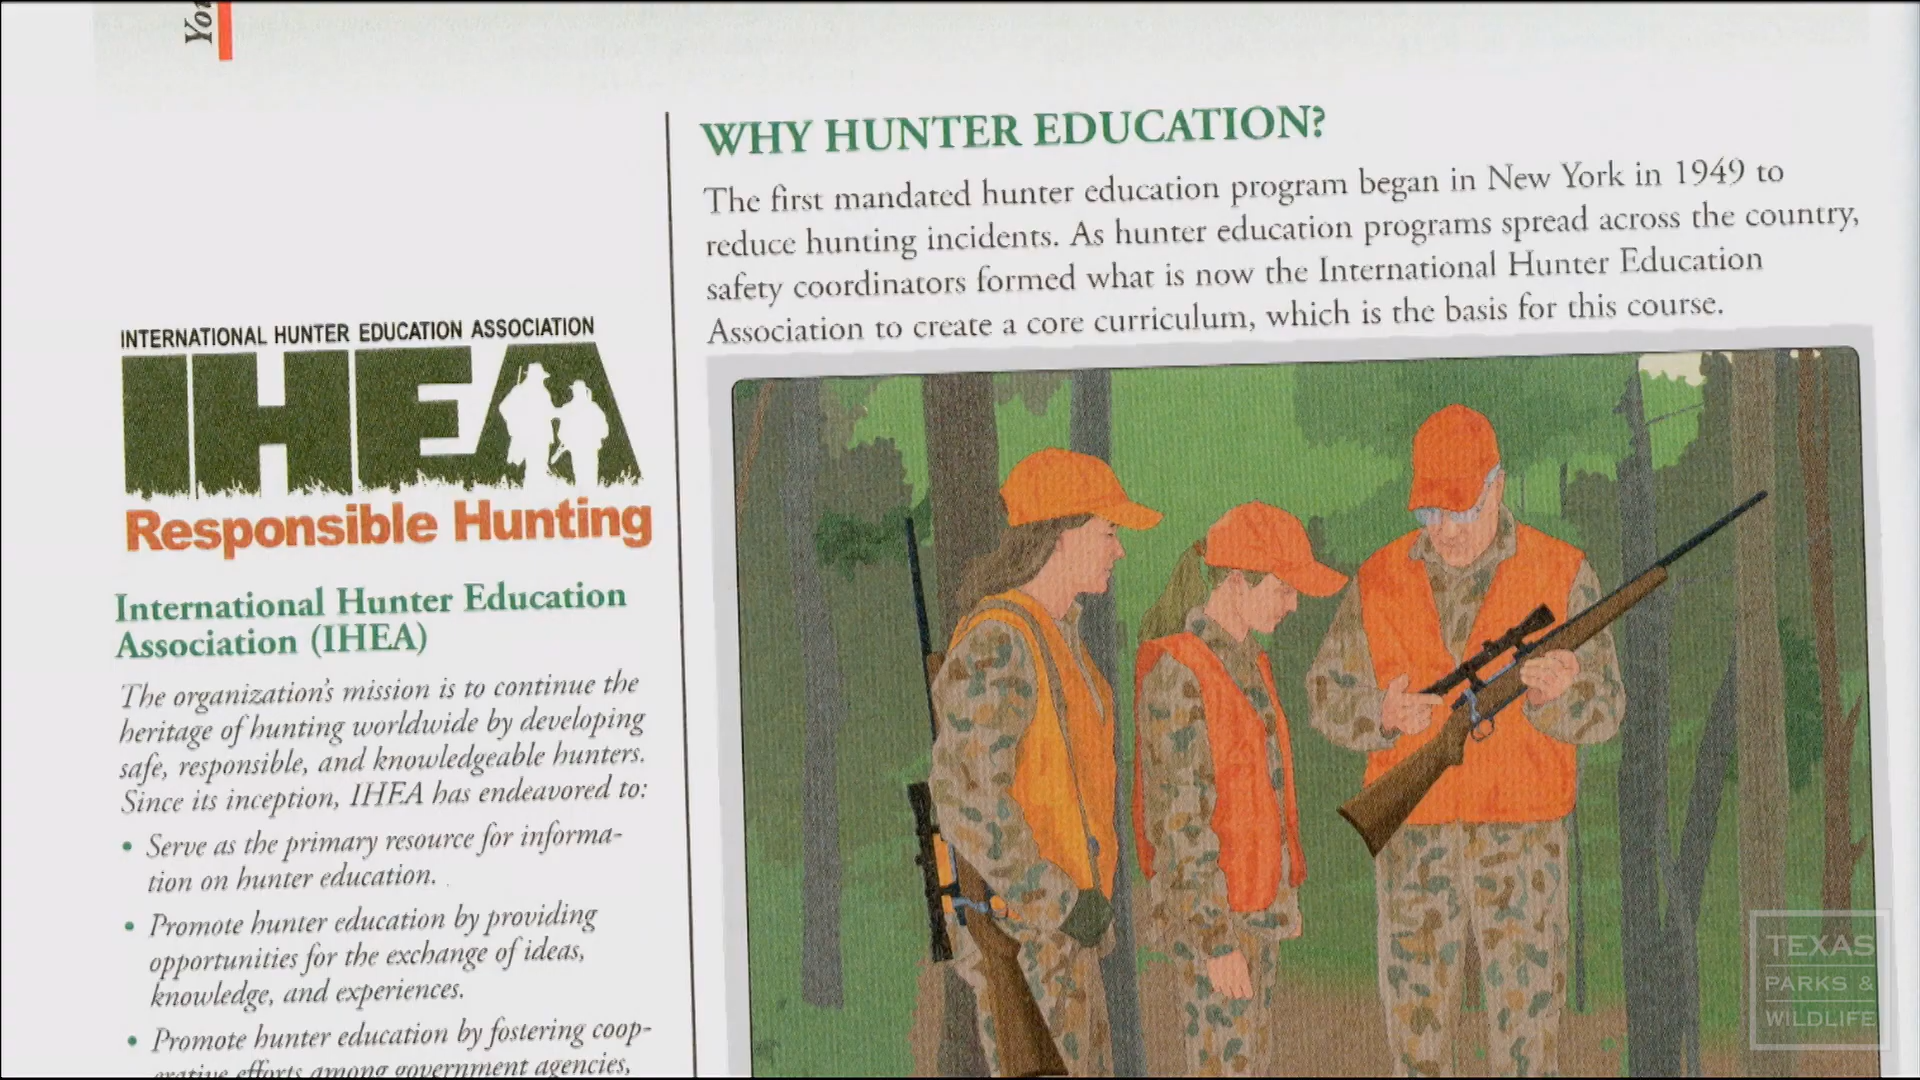 You
WHY HUNTER EDUCATION?
The first mandated hunter education program began in New York in 1949 to
reduce hunting incidents. As hunter education programs spread across the country,
safety coordinators formed what is now the International Hunter Education
Association to create a core curriculum, which is the basis for this course.
INTERNATIONAL HUNTER EDUCATION ASSOCIATION
IHEA
Responsible Hunting
International Hunter Education
Association (IHEA)
The organization's mission is to continue the
heritage of hunting worldwide by developing
safe, responsible, and knowledgeable hunters.
Since its inception, IHEA has endeavored to:
• Serve as the primary resource for informa-
tion on hunter education.
• Promote hunter education by providing
opportunities for the exchange of ideas,
knowledge, and experiences.
• Promote hunter education by fostering coop-
erative efforts among government agencies,
TEXAS
PARKS &
WILDLIFE